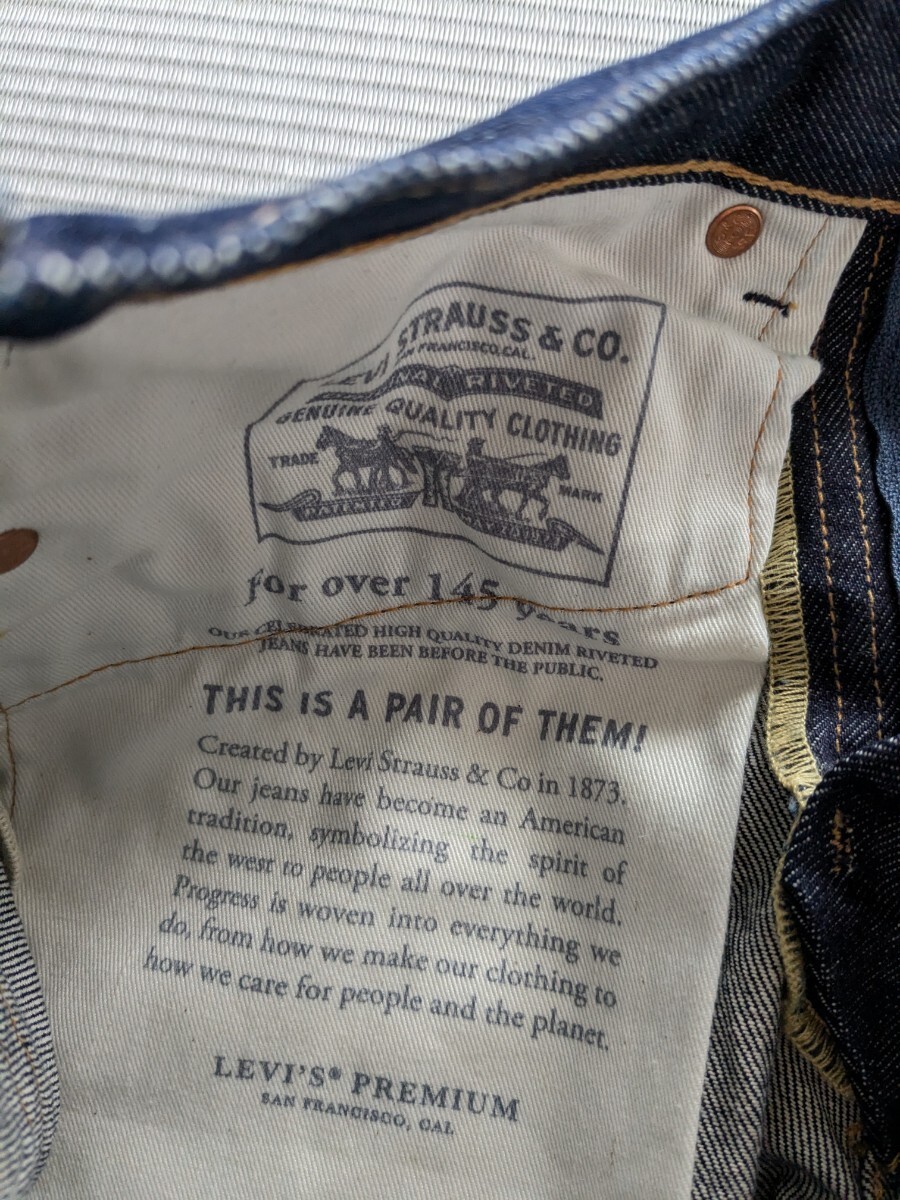 LEVI STRAUSS & CO.
SAN FRANCISCO, CAL.
RIVETED
GENUINE QUALITY CLOTHING
TRADE MARK
PATENTED
for over 145 years
OUR CELEBRATED HIGH QUALITY DENIM RIVETED
JEANS HAVE BEEN BEFORE THE PUBLIC.
THIS IS A PAIR OF THEM!
Created by Levi Strauss & Co in 1873.
Our jeans have become an American
tradition, symbolizing the spirit of
the west to people all over the world.
Progress is woven into everything we
do, from how we make our clothing to
how we care for people and the planet.
LEVI'S® PREMIUM
SAN FRANCISCO, CAL